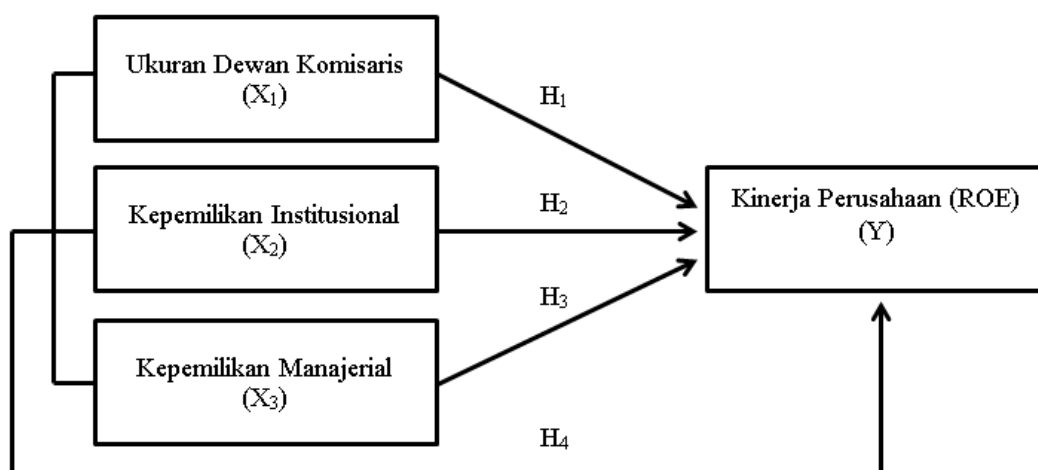 Ukuran Dewan Komisaris
(X₁)
H₁
Kepemilikan Institusional
(X₂)
H₂
Kinerja Perusahaan (ROE)
(Y)
H₃
Kepemilikan Manajerial
(X₃)
H₄